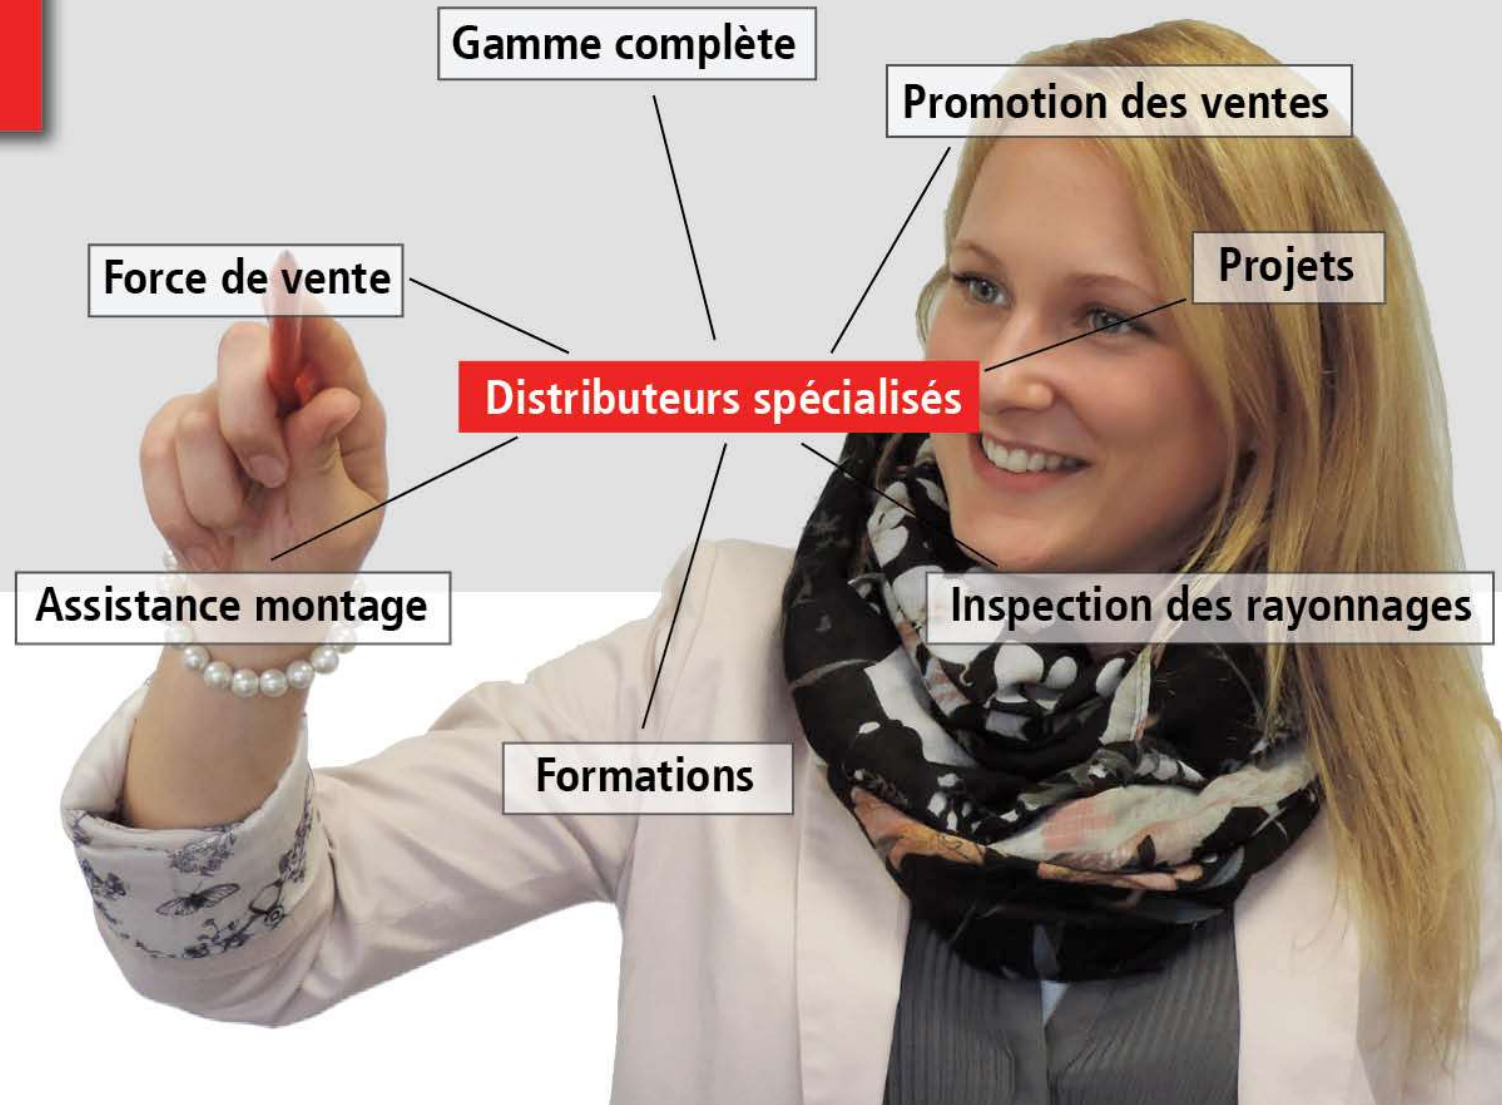 Gamme complète
Promotion des ventes
Force de vente
Projets
Distributeurs spécialisés
Assistance montage
Inspection des rayonnages
Formations